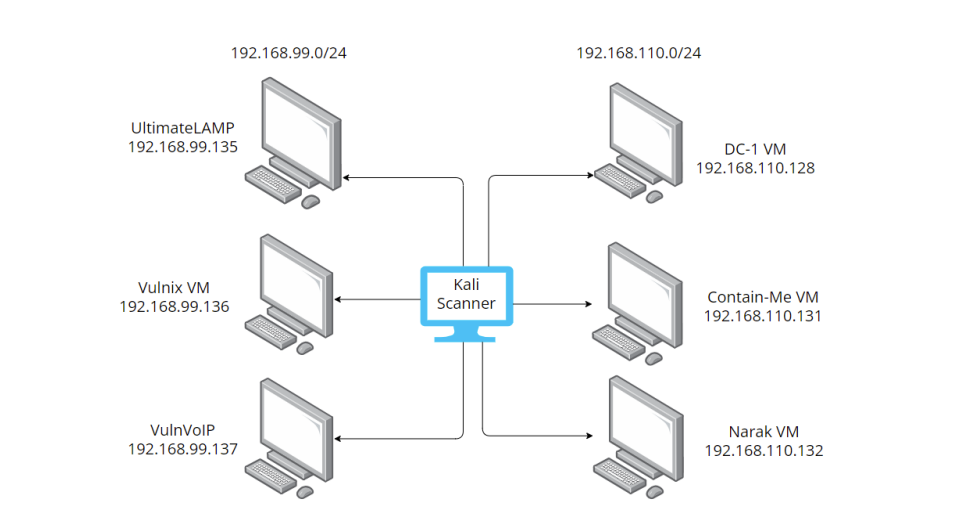 192.168.99.0/24
192.168.110.0/24
UltimateLAMP
192.168.99.135
DC-1 VM
192.168.110.128
Vulnix VM
192.168.99.136
Kali
Scanner
Contain-Me VM
192.168.110.131
VulnVoIP
192.168.99.137
Narak VM
192.168.110.132